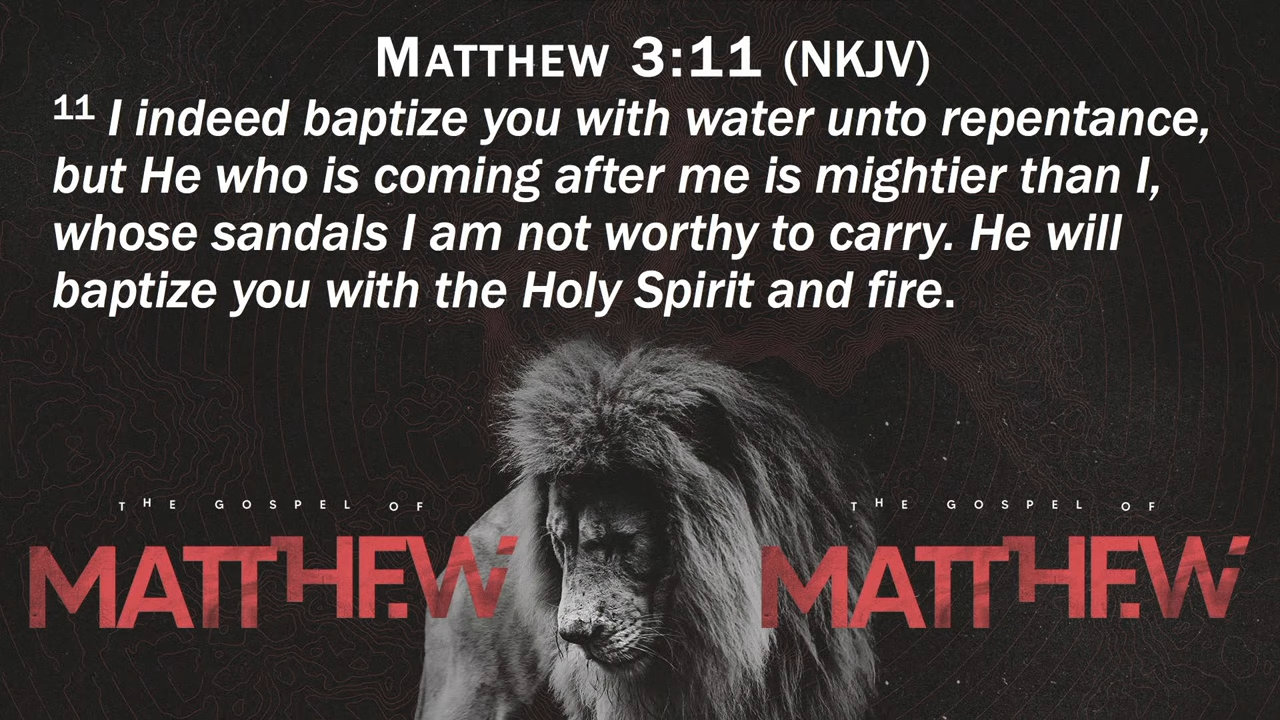 MATTHEW 3:11 (NKJV)
11 I indeed baptize you with water unto repentance,
but He who is coming after me is mightier than I,
whose sandals I am not worthy to carry. He will
baptize you with the Holy Spirit and fire.
THE GOSPEL OF
MATTHEW
THE GOSPEL OF
MATTHEW